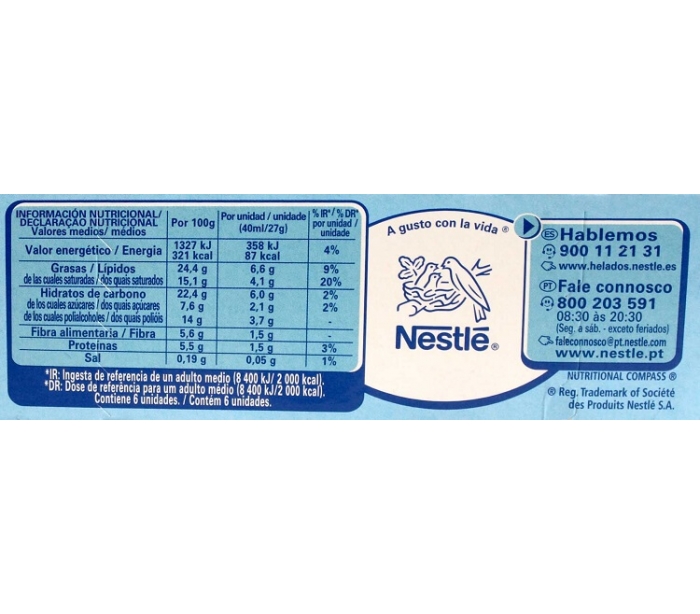 INFORMACIÓN NUTRICIONAL/
DECLARAÇÃO NUTRICIONAL
Valores medios/ médios
Por 100g
Por unidad / unidade
(40ml/27g)
% IR*/ % DR*
por unidad /
unidade
Valor energético / Energia 1327 kJ 358 kJ 4%
321 kcal 87 kcal
Grasas / Lípidos 24,4 g 6,6 g 9%
de las cuales saturadas / dos quais saturados 15,1 g 4,1 g 20%
Hidratos de carbono 22,4 g 6,0 g 2%
de los cuales azúcares / dos quais açúcares 7,6 g 2,1 g 2%
de los cuales polialcoholes / dos quais polióis 14 g 3,7 g -
Fibra alimentaria / Fibra 5,6 g 1,5 g -
Proteínas 5,5 g 1,5 g 3%
Sal 0,19 g 0,05 g 1%
*IR: Ingesta de referencia de un adulto medio (8 400 kJ/ 2 000 kcal).
*DR: Dose de referência para um adulto médio (8 400 kJ/2 000 kcal).
Contiene 6 unidades. / Contém 6 unidades.
A gusto con la vida ®
Nestlé®
ES Hablemos
900 11 21 31
www.helados.nestle.es
PT Fale connosco
800 203 591
08:30 às 20:30
(Seg. a sáb. - exceto feriados)
faleconnosco@pt.nestle.com
www.nestle.pt
NUTRITIONAL COMPASS ®
® Reg. Trademark of Société
des Produits Nestlé S.A.